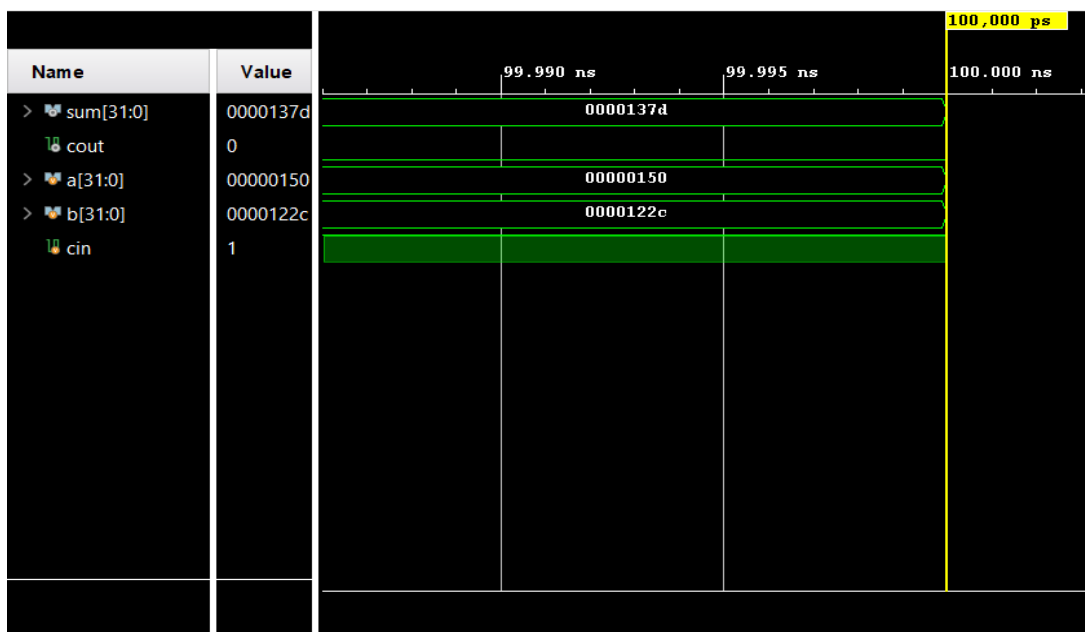 100,000 ps
Name Value 99.990 ns 99.995 ns 100.000 ns
sum[31:0] 0000137d 0000137d
cout 0
a[31:0] 00000150 00000150
b[31:0] 0000122c 0000122c
cin 1